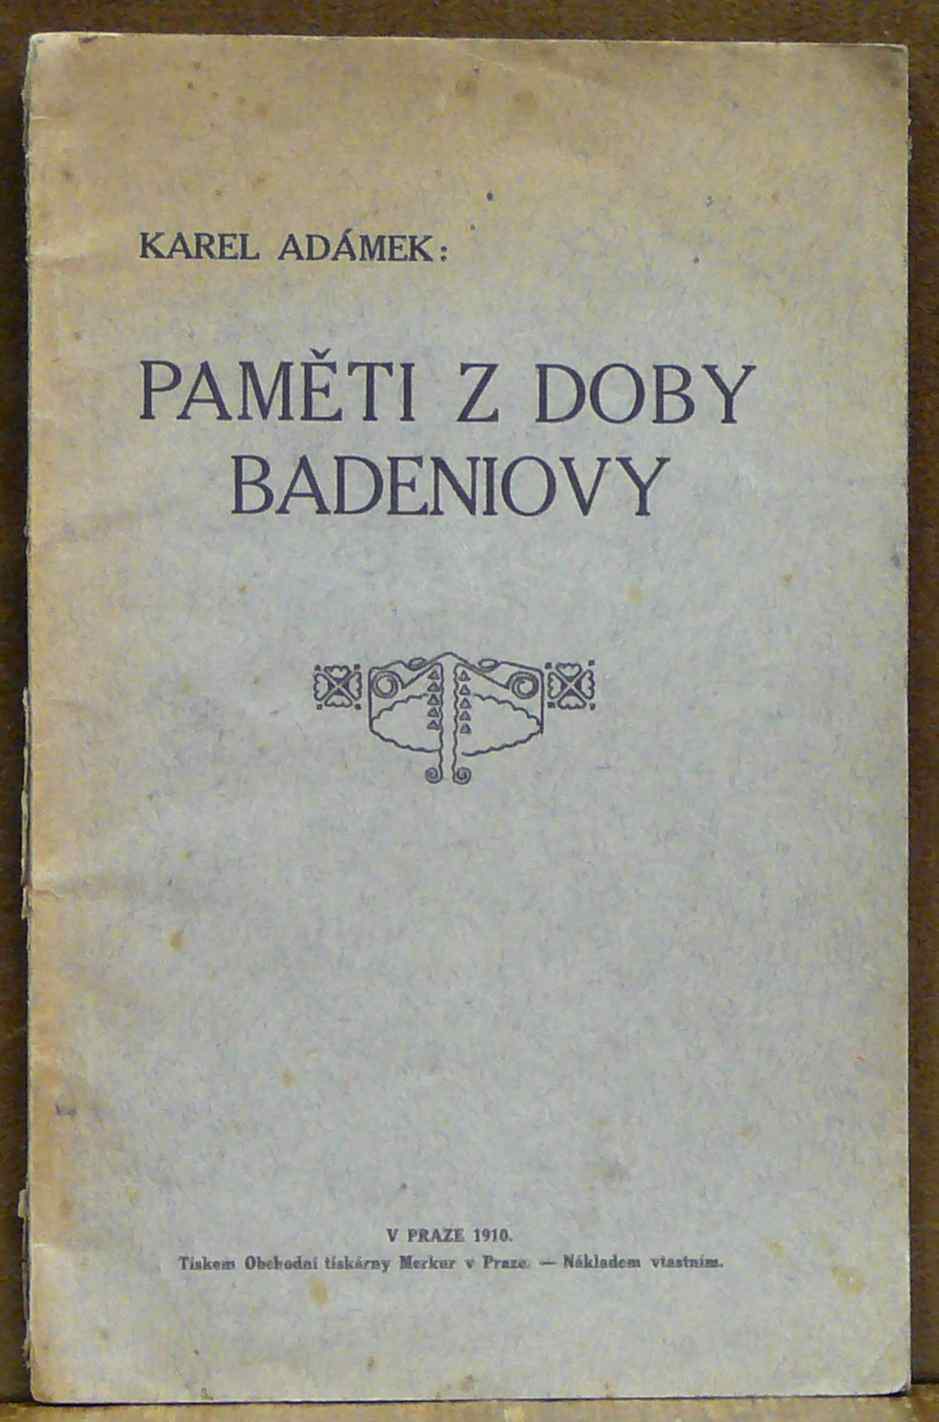 KAREL ADÁMEK:
PAMĚTI Z DOBY
BADENIOVY
V PRAZE 1910.
Tiskem Obchodní tiskárny Merkur v Praze. — Nákladem vlastním.